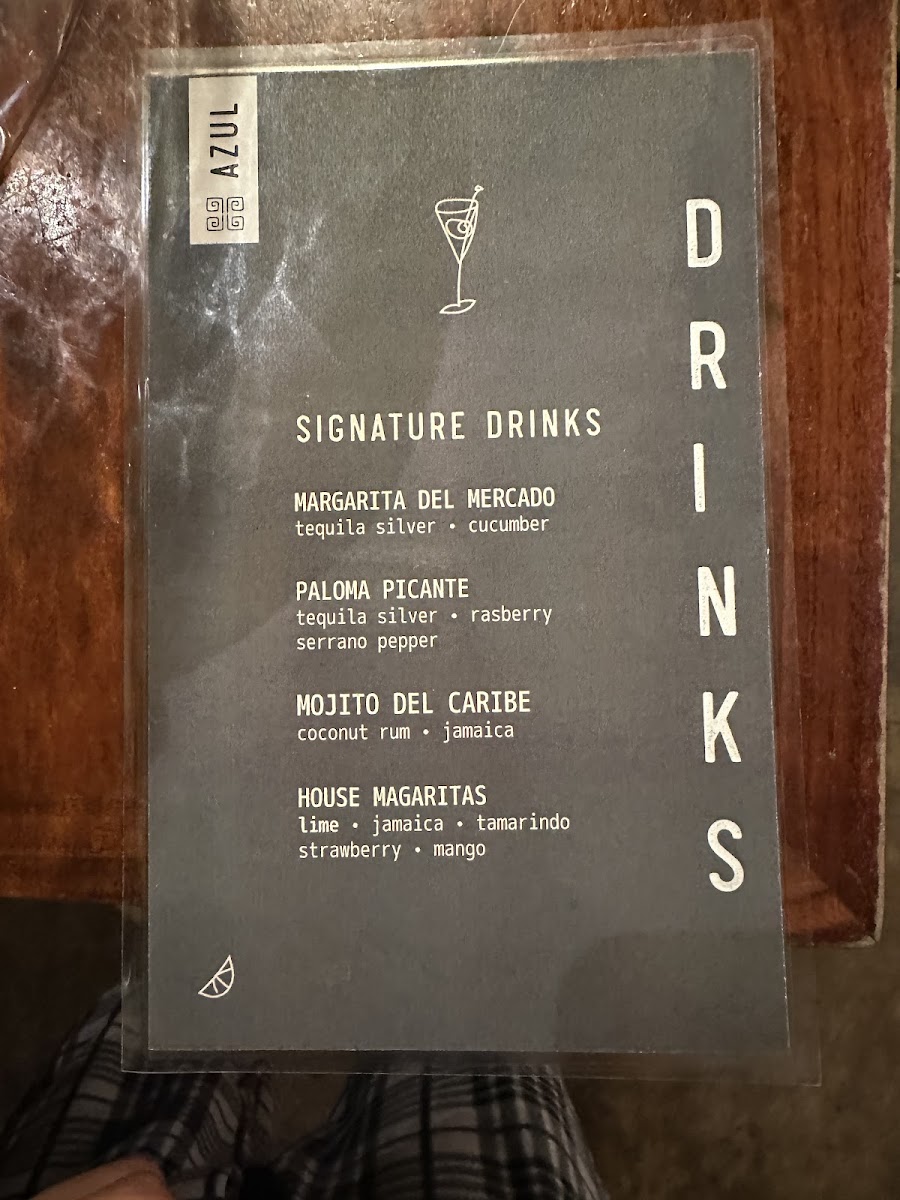 AZUL
DRINKS
SIGNATURE DRINKS
MARGARITA DEL MERCADO
tequila silver • cucumber
PALOMA PICANTE
tequila silver • rasberry
serrano pepper
MOJITO DEL CARIBE
coconut rum • jamaica
HOUSE MAGARITAS
lime • jamaica • tamarindo
strawberry • mango